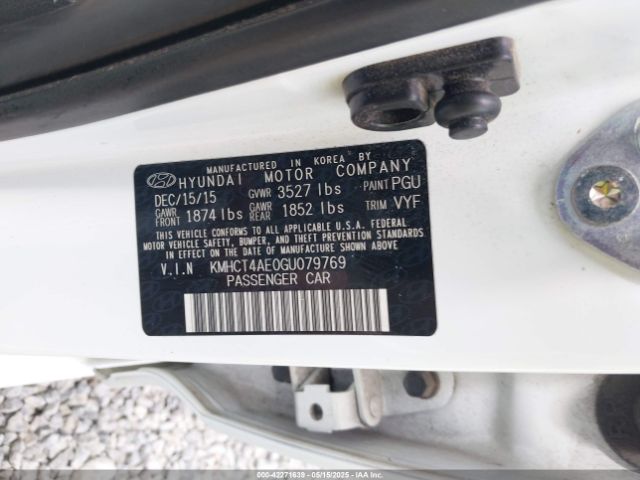 MANUFACTURED IN KOREA BY
HYUNDAI MOTOR COMPANY
DEC/15/15 GVWR 3527 lbs PAINT PGU
GAWR FRONT 1874 lbs GAWR REAR 1852 lbs TRIM VYF
THIS VEHICLE CONFORMS TO ALL APPLICABLE U.S.A. FEDERAL
MOTOR VEHICLE SAFETY, BUMPER, AND THEFT PREVENTION
STANDARDS IN EFFECT ON THE DATE OF MANUFACTURE SHOWN
ABOVE.
V.I.N KMHCT4AE0GU079769
PASSENGER CAR
000-42271639 - 05/15/2025 - IAA Inc.